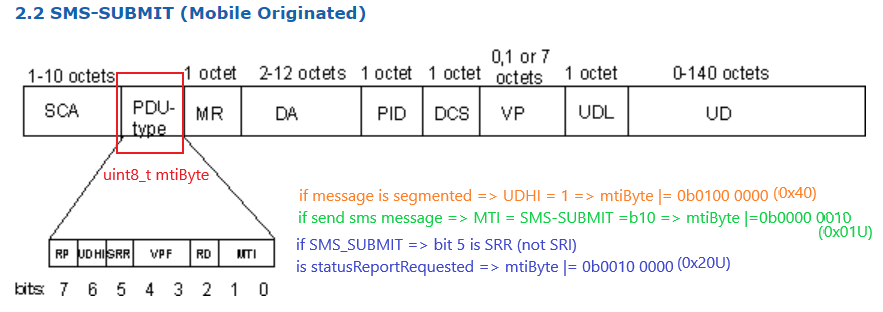 2.2 SMS-SUBMIT (Mobile Originated)
0,1 or 7
1-10 octets 1 octet 2-12 octets 1 octet 1 octet octets 1 octet 0-140 octets
SCA PDU-type MR DA PID DCS VP UDL UD
uint8_t mtiByte
if message is segmented => UDHI = 1 => mtiByte |= 0b0100 0000 (0x40)
if send sms message => MTI = SMS-SUBMIT =b10 => mtiByte |=0b0000 0010
(0x01U)
if SMS_SUBMIT => bit 5 is SRR (not SRI)
is statusReportRequested => mtiByte |= 0b0010 0000 (0x20U)
RP UDHI SRR VPF RD MTI
bits: 7 6 5 4 3 2 1 0